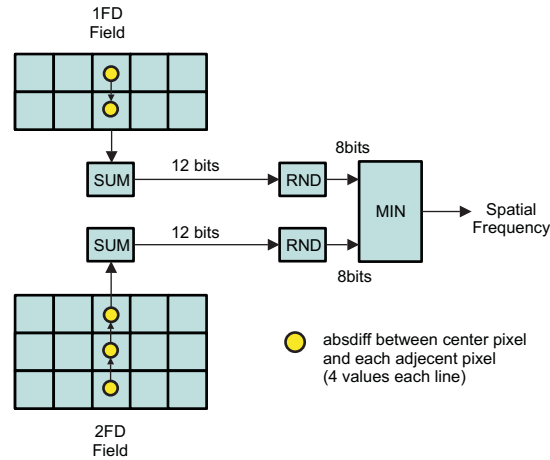 1FD
Field
8bits
12 bits
SUM
RND
MIN
Spatial
Frequency
SUM
12 bits
RND
8bits
absdiff between center pixel
and each adjecent pixel
(4 values each line)
2FD
Field